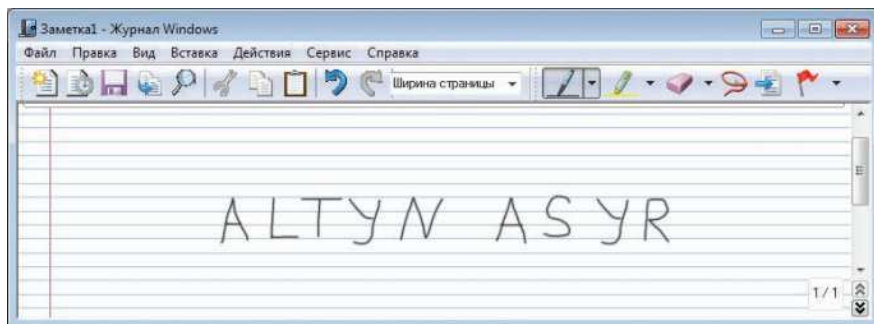 Заметка1 - Журнал Windows
Файл Правка Вид Вставка Действия Сервис Справка
Ширина страницы
ALTYN ASYR
1/1